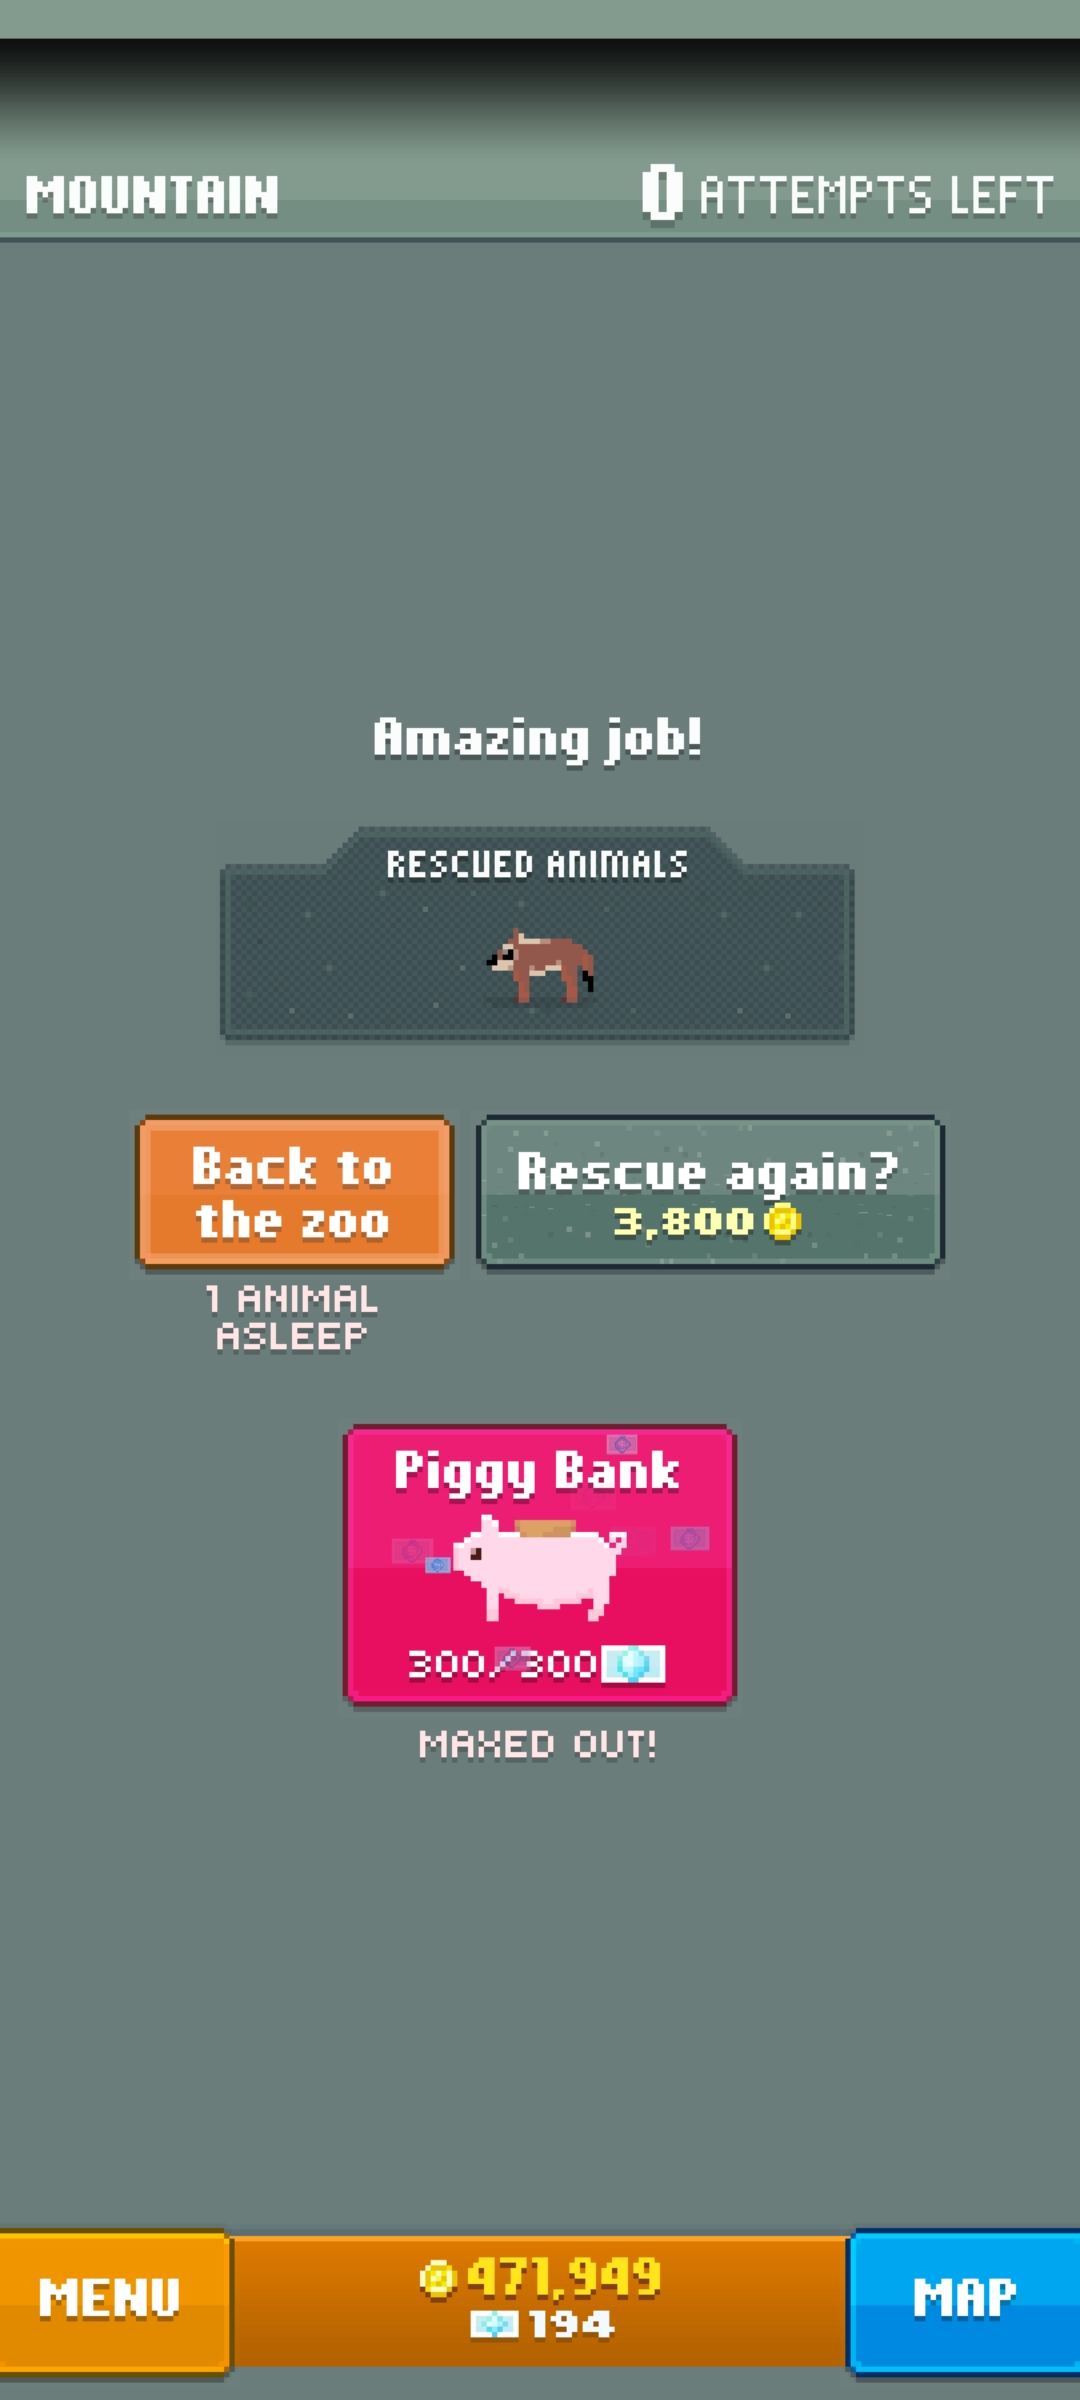 MOUNTAIN
0 ATTEMPTS LEFT
Amazing job!
RESCUED ANIMALS
Back to
the zoo
Rescue again?
3,800
1 ANIMAL
ASLEEP
Piggy Bank
300/300
MAXED OUT!
MENU
471,949
194
MAP